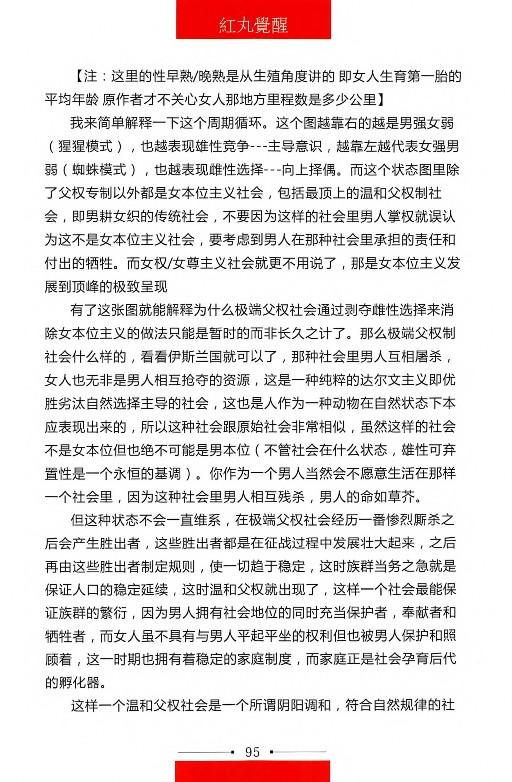 紅丸覺醒
【注：这里的性早熟/晚熟是从生殖角度讲的 即女人生育第一胎的
平均年龄 原作者才不关心女人那地方里程数是多少公里】
我来简单解释一下这个周期循环。这个图越靠右的越是男强女弱
（猩猩模式），也越表现雄性竞争---主导意识，越靠左越代表女强男
弱（蜘蛛模式），也越表现雌性选择---向上择偶。而这个状态图里除
了父权专制以外都是女本位主义社会，包括最顶上的温和父权制社
会，即男耕女织的传统社会，不要因为这样的社会里男人掌权就误认
为这不是女本位主义社会，要考虑到男人在那种社会里承担的责任和
付出的牺牲。而女权/女尊主义社会就更不用说了，那是女本位主义发
展到顶峰的极致呈现
有了这张图就能解释为什么极端父权社会通过剥夺雌性选择来消
除女本位主义的做法只能是暂时的而非长久之计了。那么极端父权制
社会什么样的，看看伊斯兰国就可以了，那种社会里男人互相屠杀，
女人也无非是男人相互抢夺的资源，这是一种纯粹的达尔文主义即优
胜劣汰自然选择主导的社会，这也是人作为一种动物在自然状态下本
应表现出来的，所以这种社会跟原始社会非常相似，虽然这样的社会
不是女本位但也绝不可能是男本位（不管社会在什么状态，雄性可弃
置性是一个永恒的基调）。你作为一个男人当然会不愿意生活在那样
一个社会里，因为这种社会里男人相互残杀，男人的命如草芥。
但这种状态不会一直维系，在极端父权社会经历一番惨烈厮杀之
后会产生胜出者，这些胜出者都是在征战过程中发展壮大起来，之后
再由这些胜出者制定规则，使一切趋于稳定，这时族群当务之急就是
保证人口的稳定延续，这时温和父权就出现了，这样一个社会最能保
证族群的繁衍，因为男人拥有社会地位的同时充当保护者，奉献者和
牺牲者，而女人虽不具有与男人平起平坐的权利但也被男人保护和照
顾着，这一时期也拥有着稳定的家庭制度，而家庭正是社会孕育后代
的孵化器。
这样一个温和父权社会是一个所谓阴阳调和，符合自然规律的社
95